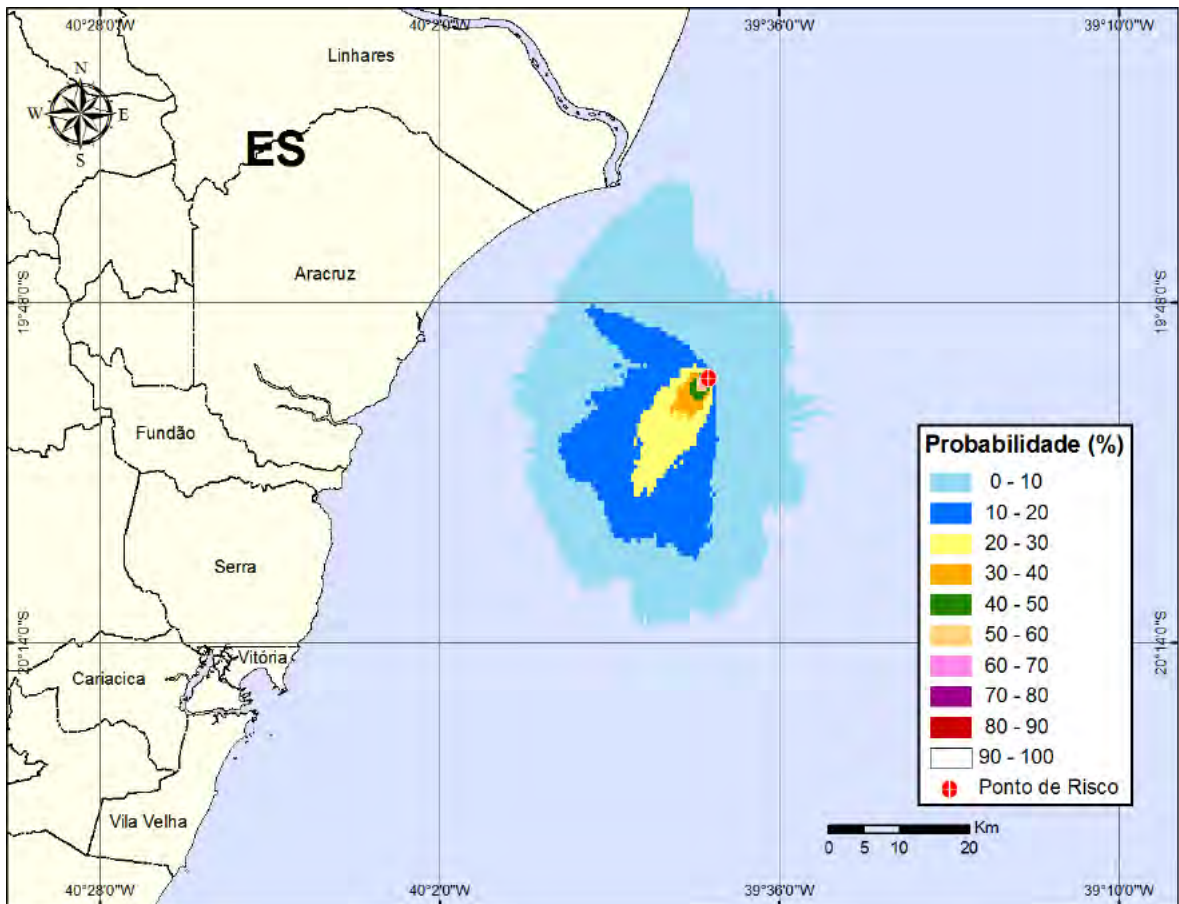 40°28'0"W
40°2'0"W
39°36'0"W
39°10'0"W
Linhares
N
W
E
S
ES
Aracruz
19°48'0"S
19°48'0"S
Fundão
Probabilidade (%)
0 - 10
10 - 20
20 - 30
30 - 40
40 - 50
50 - 60
60 - 70
70 - 80
80 - 90
90 - 100
Ponto de Risco
Serra
20°14'0"S
20°14'0"S
Vitória
Cariacica
Vila Velha
Km
0 5 10 20
40°28'0"W
40°20'0"W
39°36'0"W
39°10'0"W